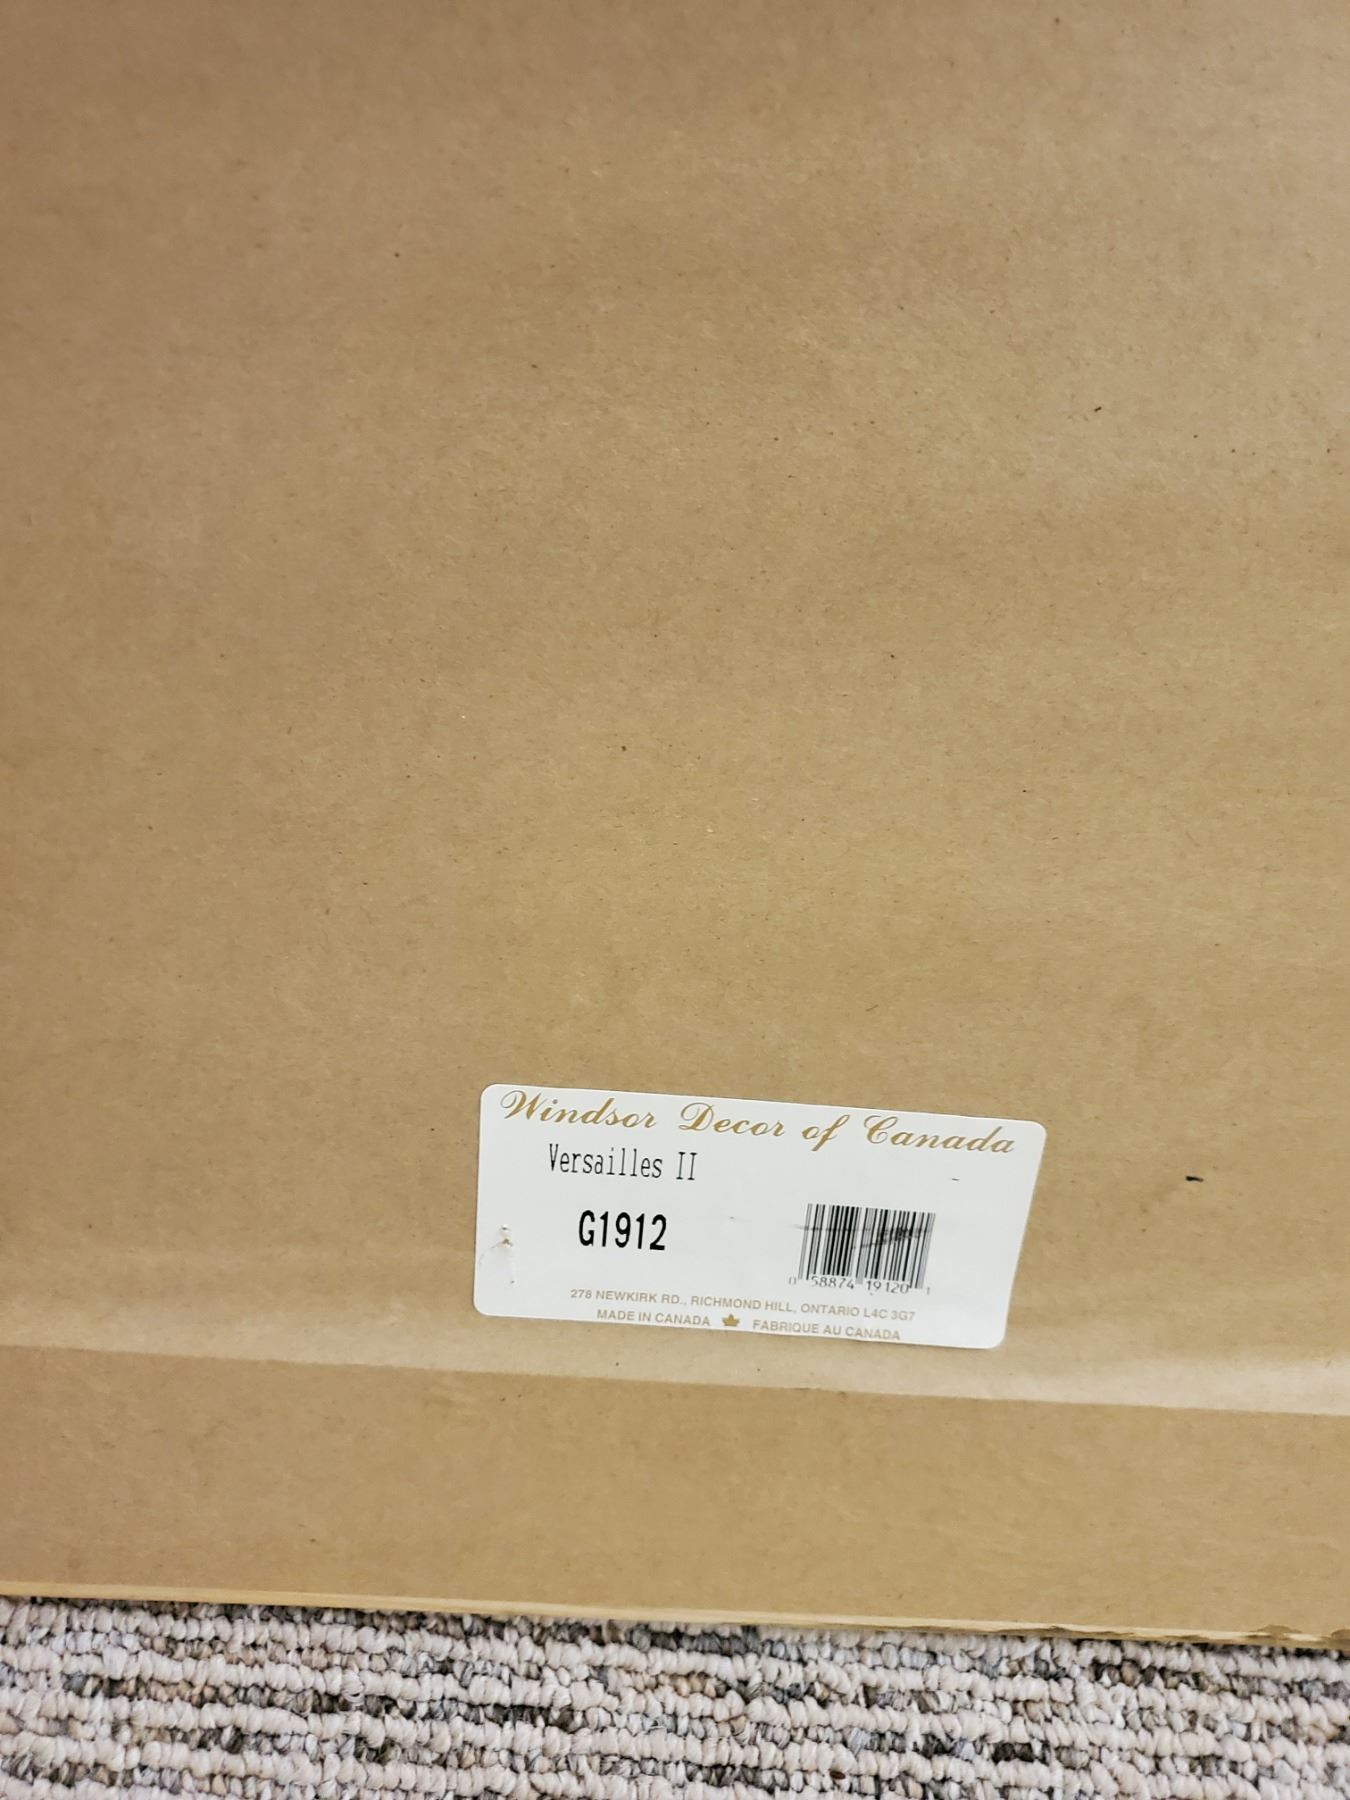 Windsor Decor of Canada
Versailles II
G1912
0 58874 19120 1
278 NEWKIRK RD., RICHMOND HILL, ONTARIO L4C 3G7
MADE IN CANADA FABRIQUE AU CANADA